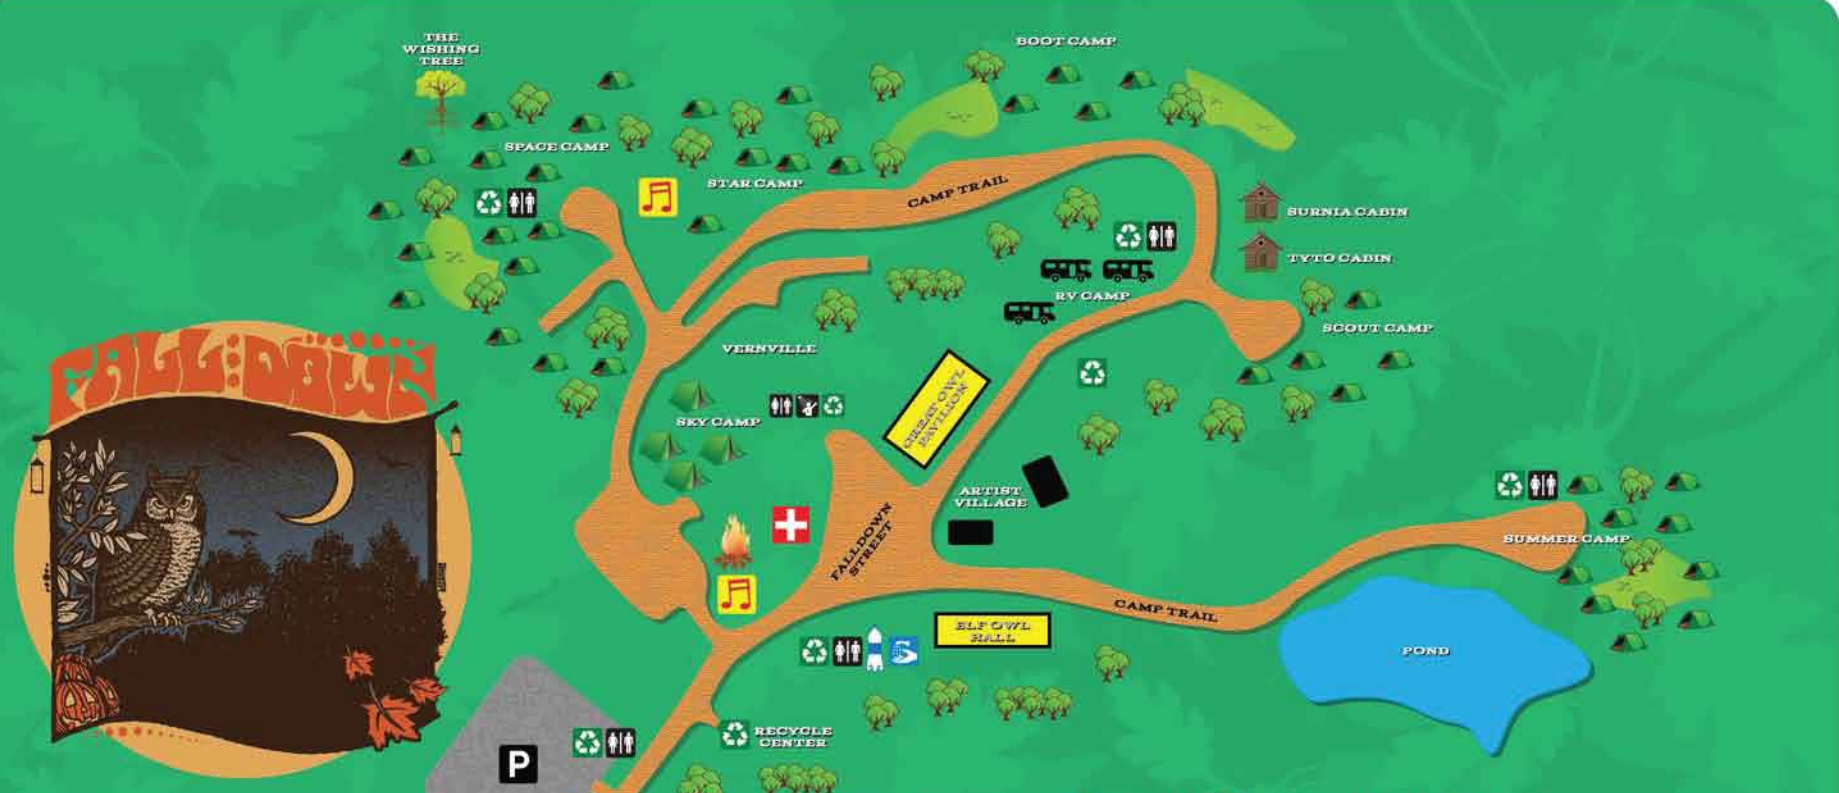 THE
WISHING
TREE
BOOT CAMP
SPACE CAMP
STAR CAMP
CAMP TRAIL
SURNIA CABIN
TYTO CABIN
RV CAMP
SCOUT CAMP
VERNVILLE
FALL:DOWN
GREAT OWL
PAVILION
SKY CAMP
ARTIST
VILLAGE
FALLDOWN
STREET
SUMMER CAMP
CAMP TRAIL
ELF OWL
HALL
POND
RECYCLE
CENTER
P